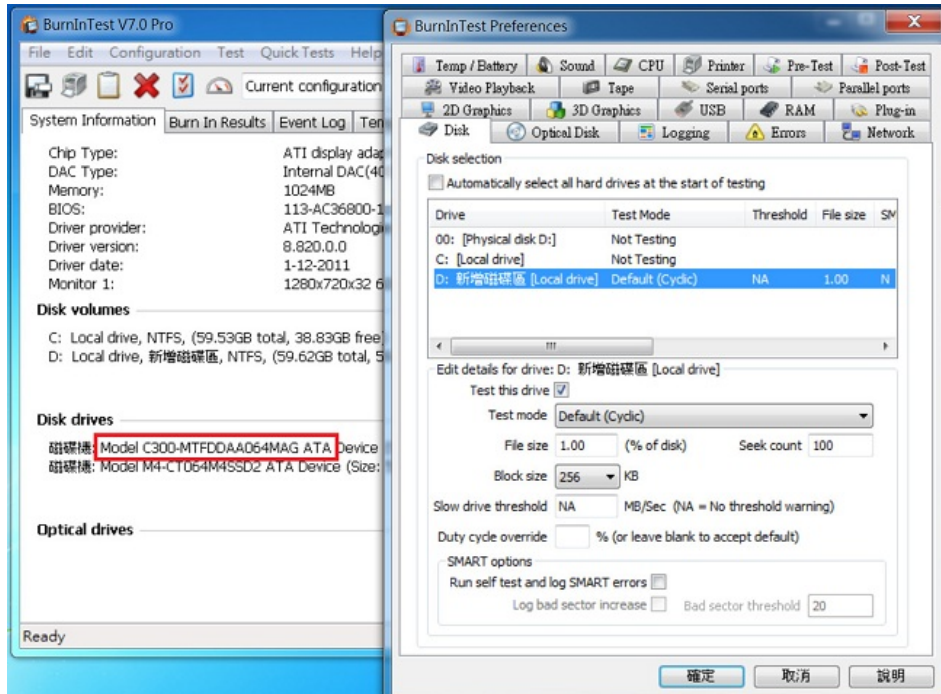 BurnInTest V7.0 Pro
File Edit Configuration Test Quick Tests Help
Current configuration
System Information Burn In Results Event Log
Chip Type: ATI display
DAC Type: Internal
Memory: 1024MB
BIOS: 113-AC36800-1
Driver provider: ATI
Driver version: 8.820.0.0
Driver date: 1-12-2011
Monitor 1: 1280x720x32
Disk volumes
C: Local drive, NTFS, (59.53GB total, 38.83GB free)
D: Local drive, 新增磁碟區, NTFS, (59.62GB total, 5
Disk drives
磁碟機: Model C300-MTFDDAA064MAG ATA Device
磁碟機: Model M4-CT064M4SSD2 ATA Device (Size:
Optical drives
Ready
BurnInTest Preferences
Temp / Battery Sound CPU Printer Pre-Test Post-Test
Video Playback Tape Serial ports Parallel ports
2D Graphics 3D Graphics USB RAM Plug-in
Disk Optical Disk Logging Errors Network
Disk selection
Automatically select all hard drives at the start of testing
Drive Test Mode Threshold File size SM
00: [Physical disk D:] Not Testing
C: [Local drive] Not Testing
D: 新增磁碟區 [Local drive] Default (Cyclic) NA 1.00 N
Edit details for drive: D: 新增磁碟區 [Local drive]
Test this drive
Test mode Default (Cyclic)
File size 1.00 (% of disk) Seek count 100
Block size 256 KB
Slow drive threshold NA MB/Sec (NA = No threshold warning)
Duty cycle override % (or leave blank to accept default)
SMART options
Run self test and log SMART errors
Log bad sector increase Bad sector threshold 20
確定 取消 說明